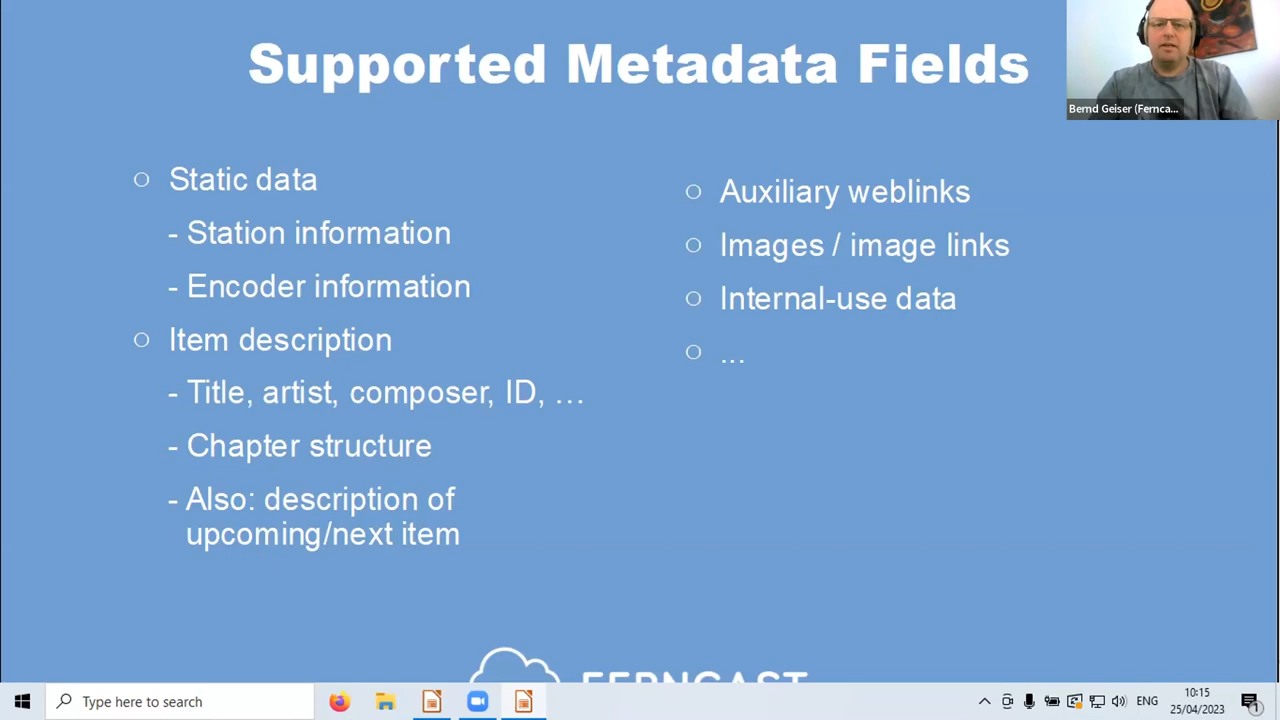 Supported Metadata Fields
Bernd Geiser (Fernca...
○ Static data
- Station information
- Encoder information
○ Item description
- Title, artist, composer, ID, …
- Chapter structure
- Also: description of
upcoming/next item
○ Auxiliary weblinks
○ Images / image links
○ Internal-use data
○ ...
FERNCAST
Type here to search
ENG
10:15
25/04/2023
1